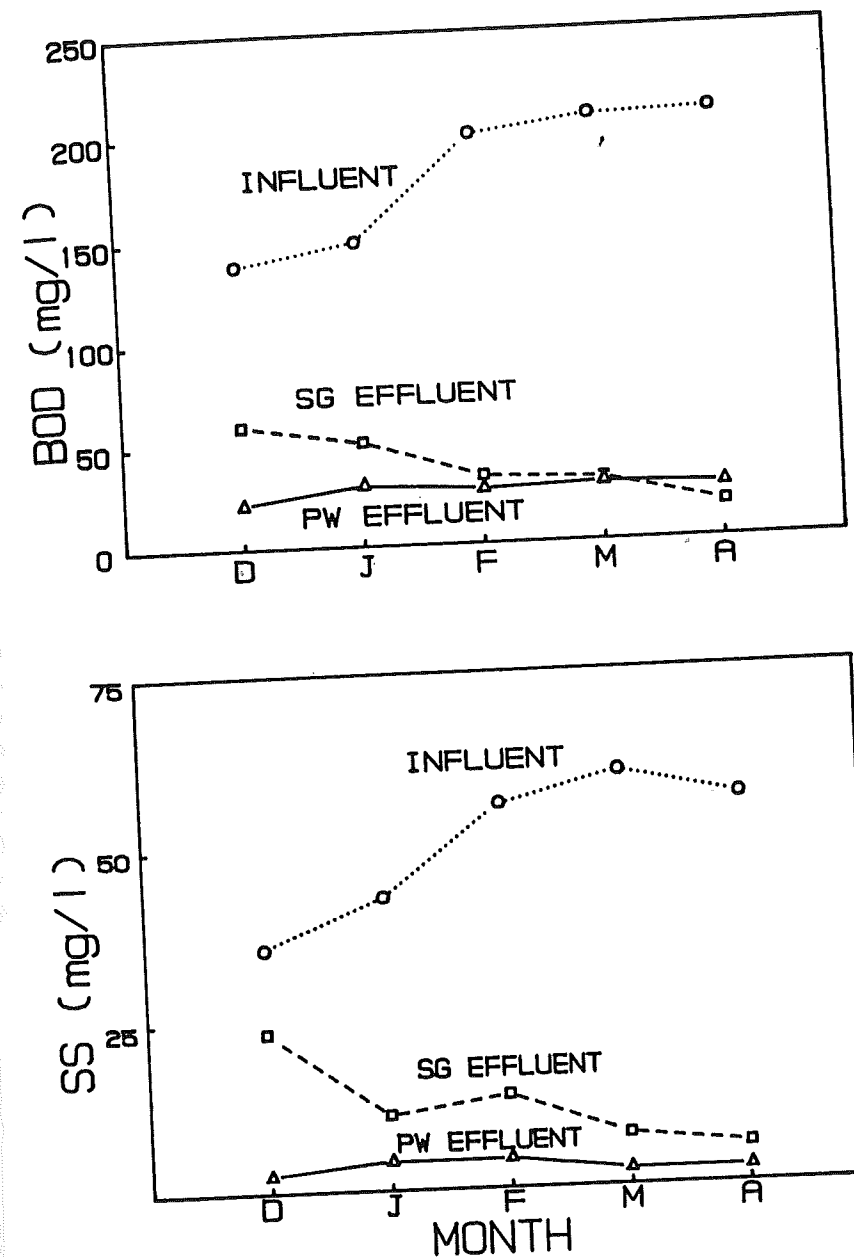 250
200
150
100
50
0
BOD (mg/l)
INFLUENT
SG EFFLUENT
PW EFFLUENT
D J F M A
75
50
25
SS (mg/l)
INFLUENT
SG EFFLUENT
PW EFFLUENT
D J F M A
MONTH